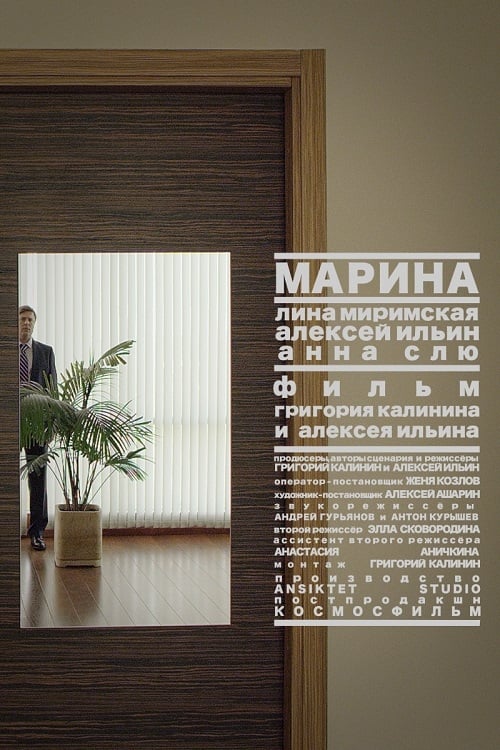 МАРИНА
ЛИНА МИРИМСКАЯ
АЛЕКСЕЙ ИЛЬИН
АННА СЛЮ
ФИЛЬМ
ГРИГОРИЯ КАЛИНИНА
И АЛЕКСЕЯ ИЛЬИНА
ПРОДЮСЕРЫ, АВТОРЫ СЦЕНАРИЯ И РЕЖИССЁРЫ
ГРИГОРИЙ КАЛИНИН И АЛЕКСЕЙ ИЛЬИН
ОПЕРАТОР-ПОСТАНОВЩИК ЖЕНЯ КОЗЛОВ
ХУДОЖНИК-ПОСТАНОВЩИК АЛЕКСЕЙ АШАРИН
ЗВУКОРЕЖИССЁРЫ
АНДРЕЙ ГУРЬЯНОВ И АНТОН КУРЫШЕВ
ВТОРОЙ РЕЖИССЁР ЭЛЛА СКОВОРОДИНА
АССИСТЕНТ ВТОРОГО РЕЖИССЁРА
АНАСТАСИЯ АНИЧКИНА
МОНТАЖ ГРИГОРИЙ КАЛИНИН
ПРОИЗВОДСТВО
ANSIKTET STUDIO
ПОСТПРОДАКШН
КОСМОСФИЛЬМ